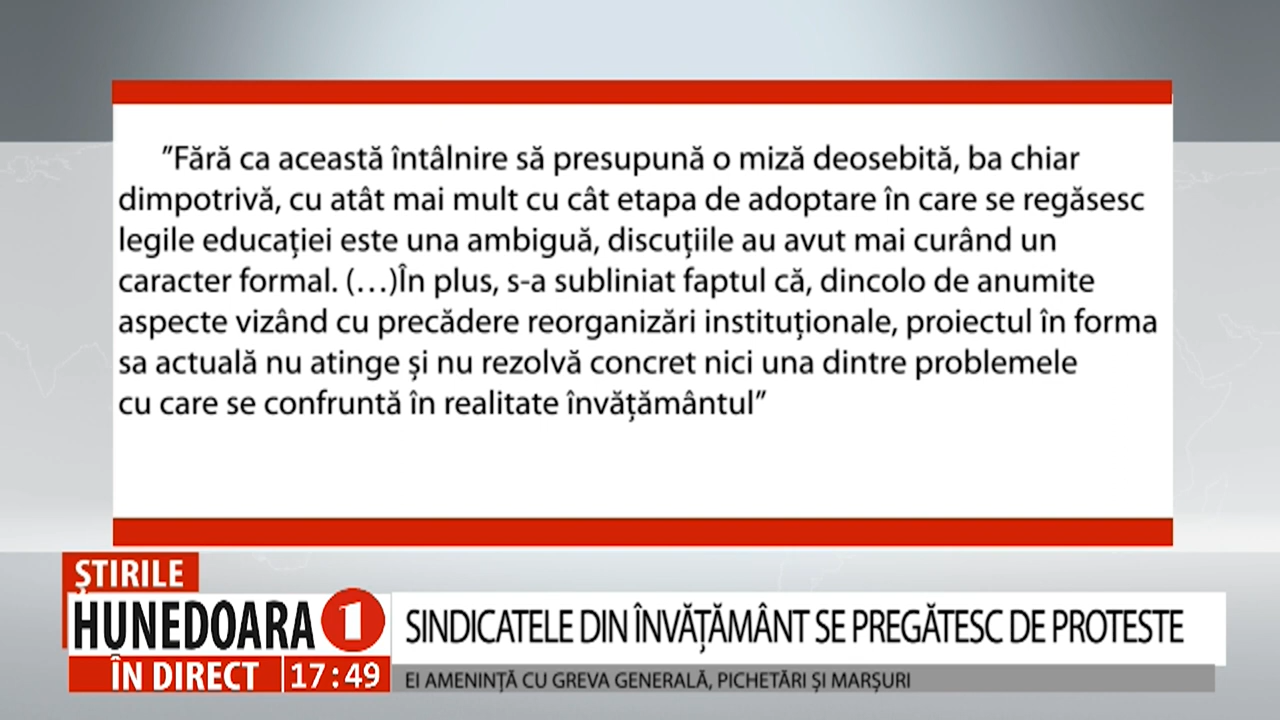 ”Fără ca această întâlnire să presupună o miză deosebită, ba chiar
dimpotrivă, cu atât mai mult cu cât etapa de adoptare în care se regăsesc
legile educației este una ambiguă, discuțiile au avut mai curând un
caracter formal. (...)În plus, s-a subliniat faptul că, dincolo de anumite
aspecte vizând cu precădere reorganizări instituționale, proiectul în forma
sa actuală nu atinge și nu rezolvă concret nici una dintre problemele
cu care se confruntă în realitate învățământul”
ŞTIRILE
HUNEDOARA 1
ÎN DIRECT 17:49
SINDICATELE DIN ÎNVĂȚĂMÂNT SE PREGĂTESC DE PROTESTE
EI AMENINȚĂ CU GREVA GENERALĂ, PICHETĂRI ȘI MARȘURI